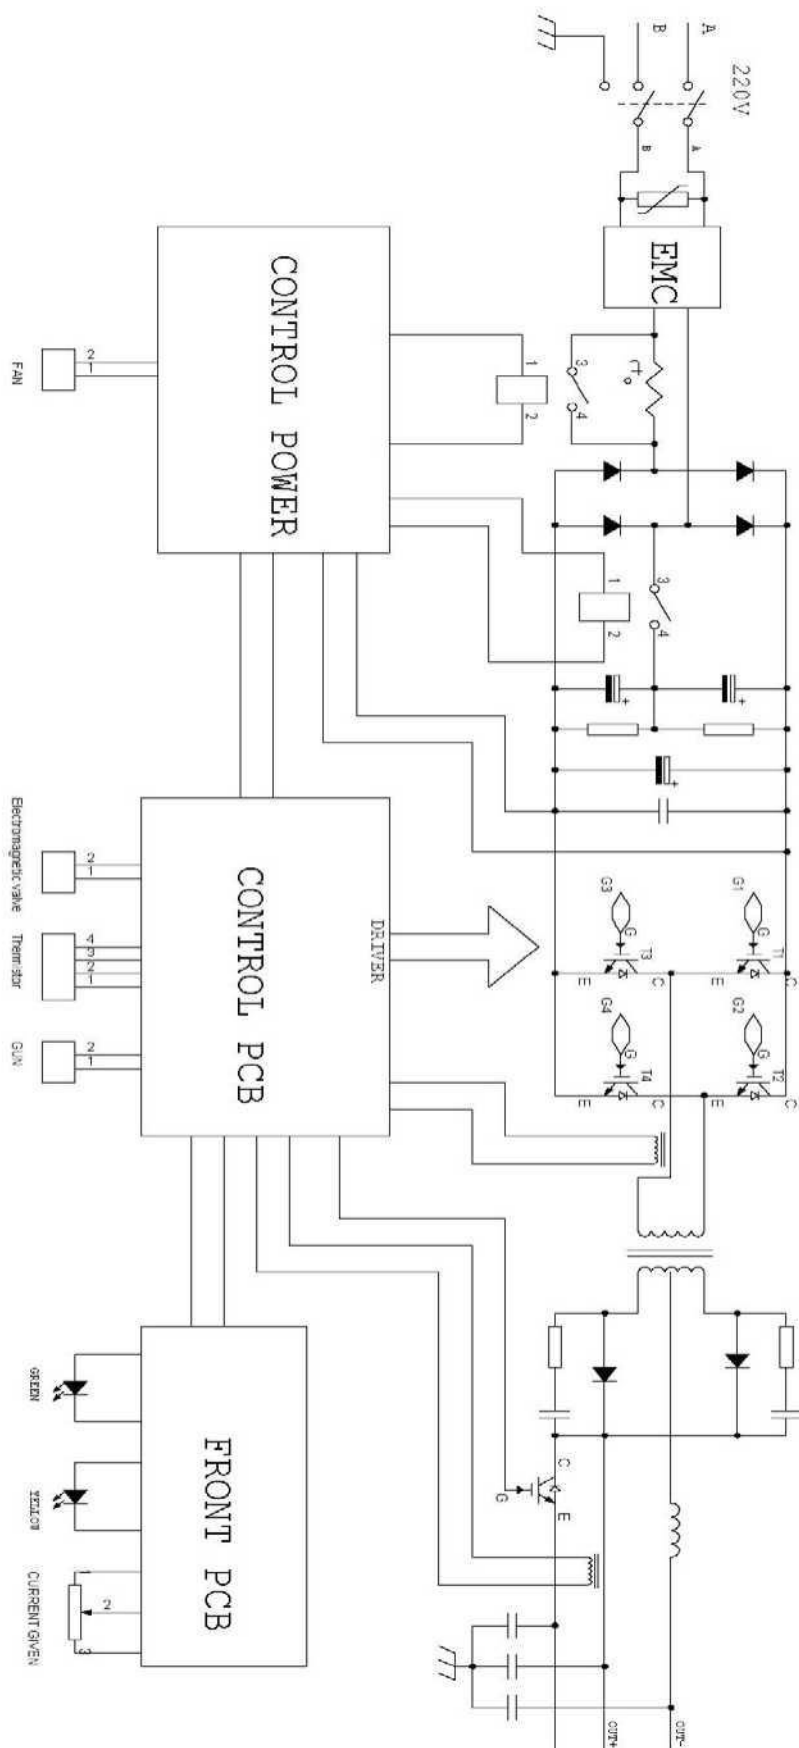 A
B
220V
A
B
EMC
t°
3
4
1
2
3
4
1
2
CONTROL POWER
2
1
FAN
G1
G
T1
C
E
G3
G
T3
C
E
G2
G
T2
C
E
G4
G
T4
C
E
DRIVER
CONTROL PCB
2
1
Electromagnetic valve
4
3
2
1
Thermistor
2
1
GUN
C
G
E
OUT+
OUT-
FRONT PCB
GREEN
YELLOW
1
2
3
CURRENT GIVEN